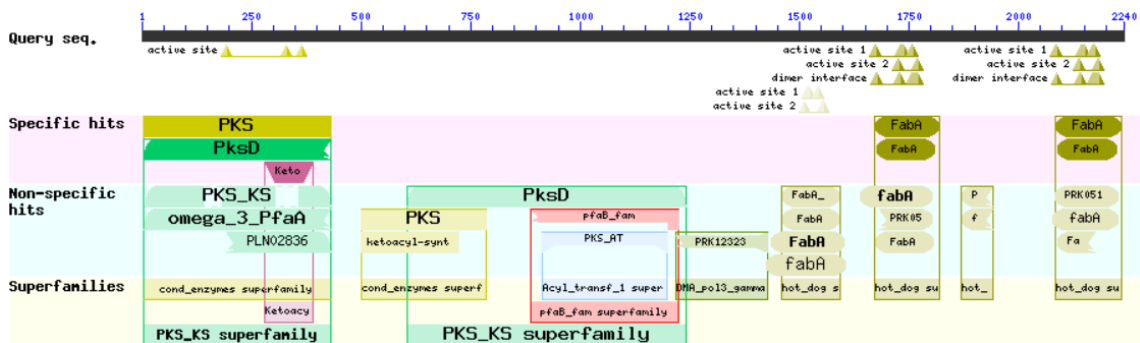 1 250 500 750 1000 1250 1500 1750 2000 2240
Query seq.
active site active site 1 active site 1
active site 2 active site 2
dimer interface dimer interface
active site 1
active site 2
Specific hits PKS FabA FabA
PksD FabA FabA
Keto
Non-specific hits PKS_KS PksD FabA_ fabA P PRK051
omega_3_PfaA PKS pfaB_fam FabA PRK05 f fabA
PLN02836 ketoacyl-synt PKS_AT PRK12323 FabA FabA Fa
fabA
Superfamilies cond_enzymes superfamily cond_enzymes superf Acyl_transf_1 super DNA_pol3_gamma hot_dog s hot_dog su hot_ hot_dog su
Ketoacy pfaB_fam superfamily
PKS_KS superfamily PKS_KS superfamily